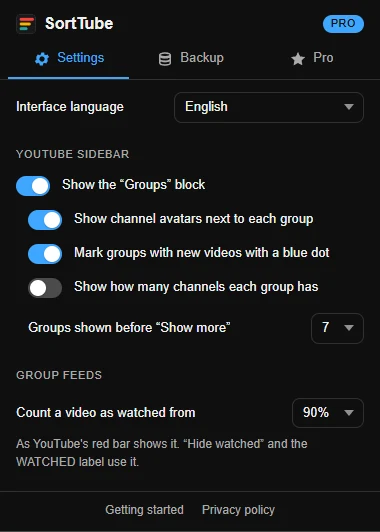 SortTube
PRO
Settings
Backup
Pro
Interface language
English
YOUTUBE SIDEBAR
Show the “Groups” block
Show channel avatars next to each group
Mark groups with new videos with a blue dot
Show how many channels each group has
Groups shown before “Show more”
7
GROUP FEEDS
Count a video as watched from
90%
As YouTube's red bar shows it. “Hide watched” and the
WATCHED label use it.
Getting started
Privacy policy